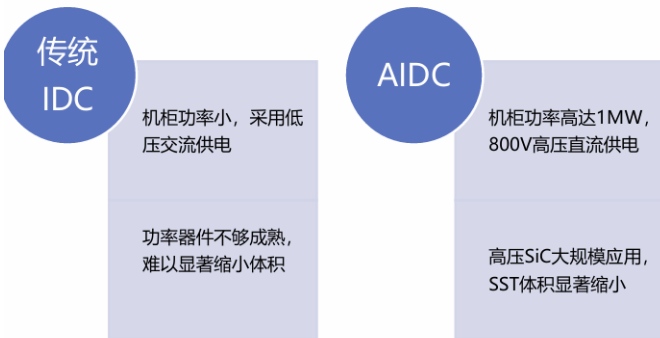 传统
IDC
机柜功率小，采用低
压交流供电
功率器件不够成熟，
难以显著缩小体积
AIDC
机柜功率高达1MW，
800V高压直流供电
高压SiC大规模应用，
SST体积显著缩小